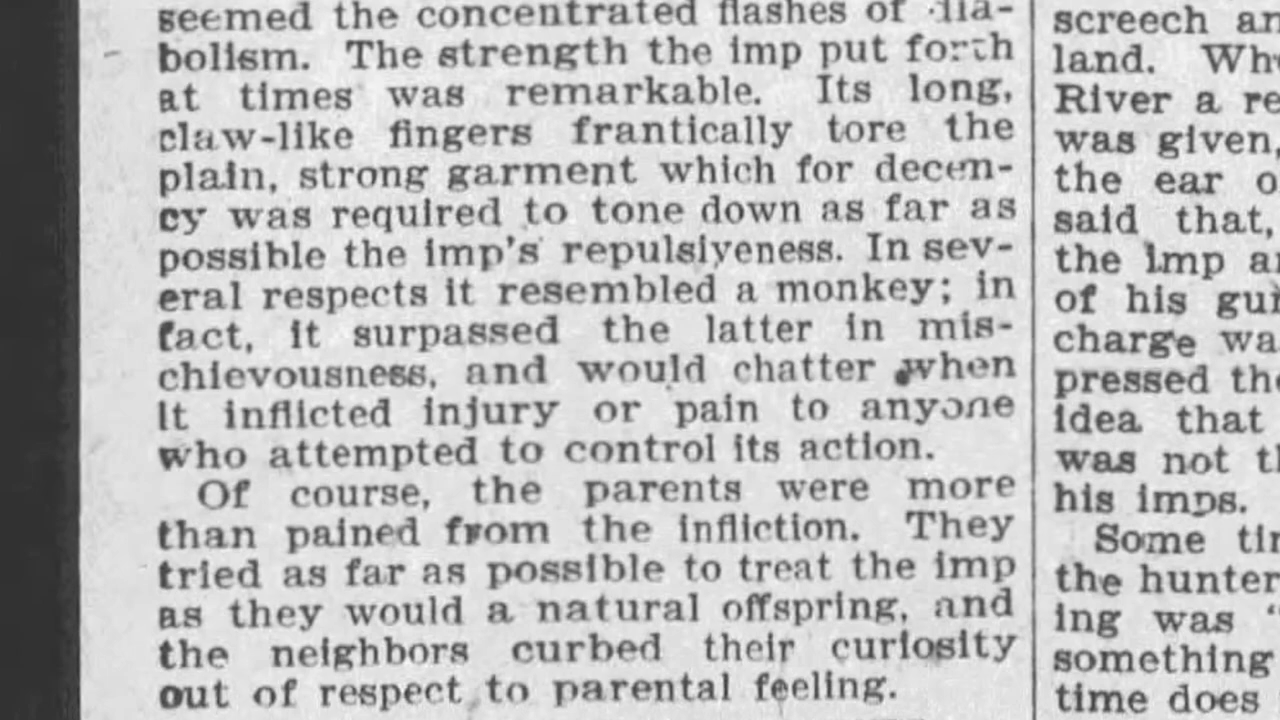 seemed the concentrated flashes of dia-
bolism. The strength the imp put forth
at times was remarkable. Its long,
claw-like fingers frantically tore the
plain, strong garment which for decen-
cy was required to tone down as far as
possible the imp's repulsiveness. In sev-
eral respects it resembled a monkey; in
fact, it surpassed the latter in mis-
chievousness, and would chatter when
it inflicted injury or pain to anyone
who attempted to control its action.
Of course, the parents were more
than pained from the infliction. They
tried as far as possible to treat the imp
as they would a natural offspring, and
the neighbors curbed their curiosity
out of respect to parental feeling.
screech
land.
River a
was given,
the ear
said that,
the imp
of his
charge
pressed
idea that
was not
his imps.
Some
the hunter
ing was "
something
time does